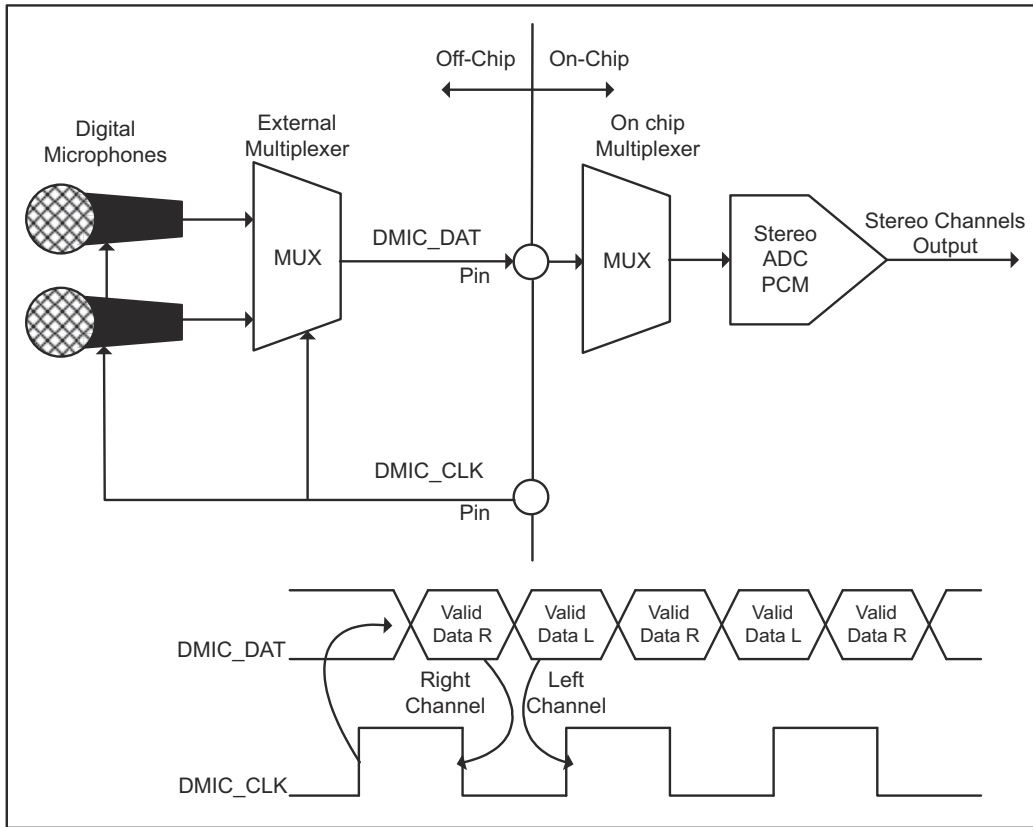 Off-Chip
On-Chip
Digital
Microphones
External
Multiplexer
On chip
Multiplexer
MUX
DMIC_DAT
Pin
MUX
Stereo
ADC
PCM
Stereo Channels
Output
DMIC_CLK
Pin
DMIC_DAT
Valid
Data R
Valid
Data L
Valid
Data R
Valid
Data L
Valid
Data R
Right
Channel
Left
Channel
DMIC_CLK